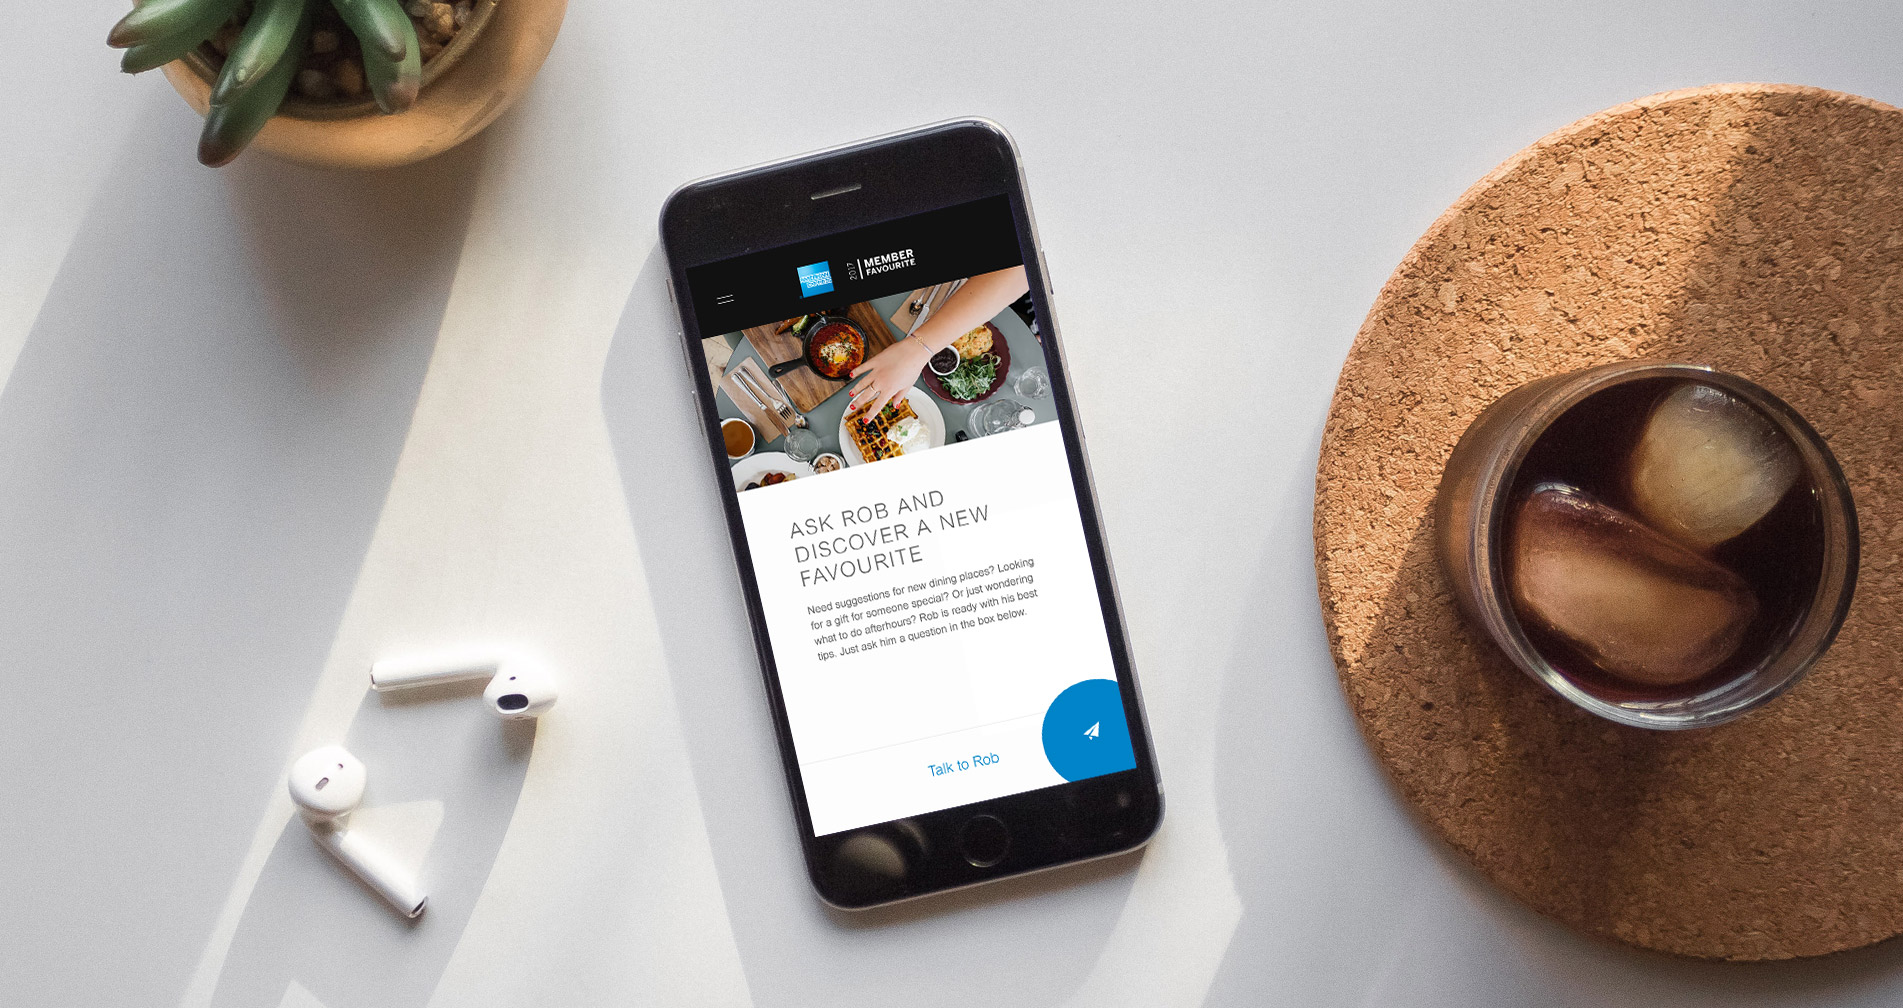 AMERICAN
EXPRESS
2017
MEMBER
FAVOURITE
ASK ROB AND
DISCOVER A NEW
FAVOURITE
Need suggestions for new dining places? Looking
for a gift for someone special? Or just wondering
what to do afterhours? Rob is ready with his best
tips. Just ask him a question in the box below.
Talk to Rob